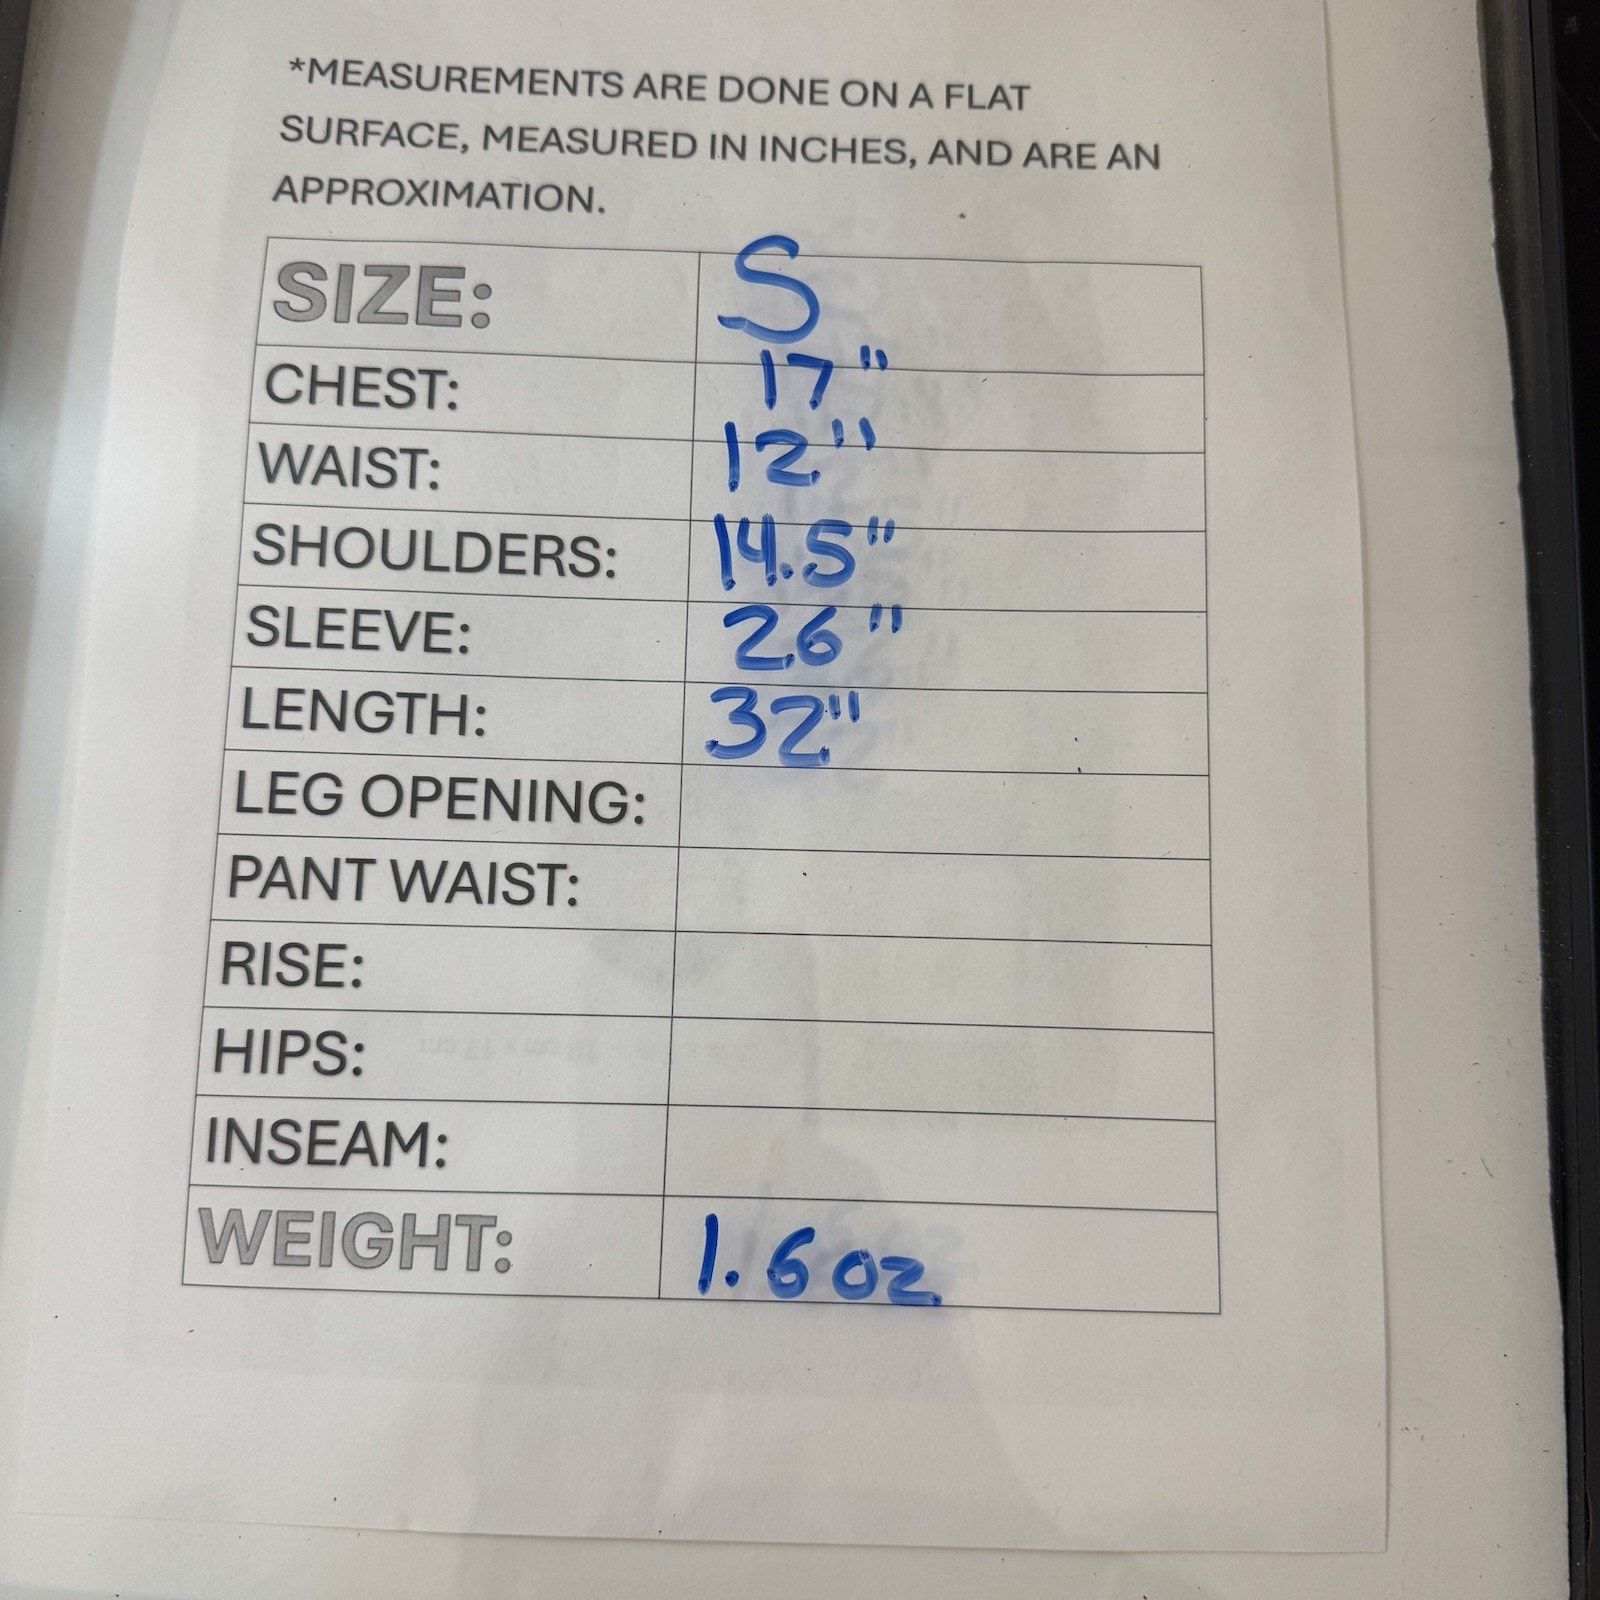 *MEASUREMENTS ARE DONE ON A FLAT
SURFACE, MEASURED IN INCHES, AND ARE AN
APPROXIMATION.
SIZE: S
CHEST: 17"
WAIST: 12"
SHOULDERS: 14.5"
SLEEVE: 26"
LENGTH: 32"
LEG OPENING:
PANT WAIST:
RISE:
HIPS:
INSEAM:
WEIGHT: 1.6 oz